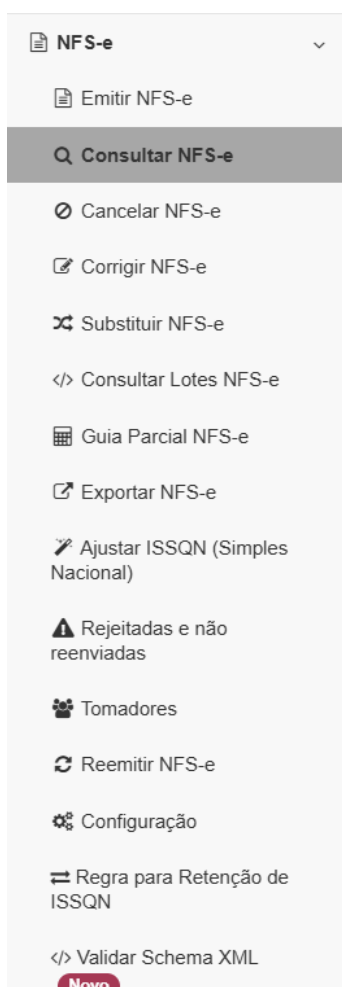 NFS-e
Emitir NFS-e
Consultar NFS-e
Cancelar NFS-e
Corrigir NFS-e
Substituir NFS-e
Consultar Lotes NFS-e
Guia Parcial NFS-e
Exportar NFS-e
Ajustar ISSQN (Simples
Nacional)
Rejeitadas e não
reenviadas
Tomadores
Reemitir NFS-e
Configuração
Regra para Retenção de
ISSQN
Validar Schema XML
Novo